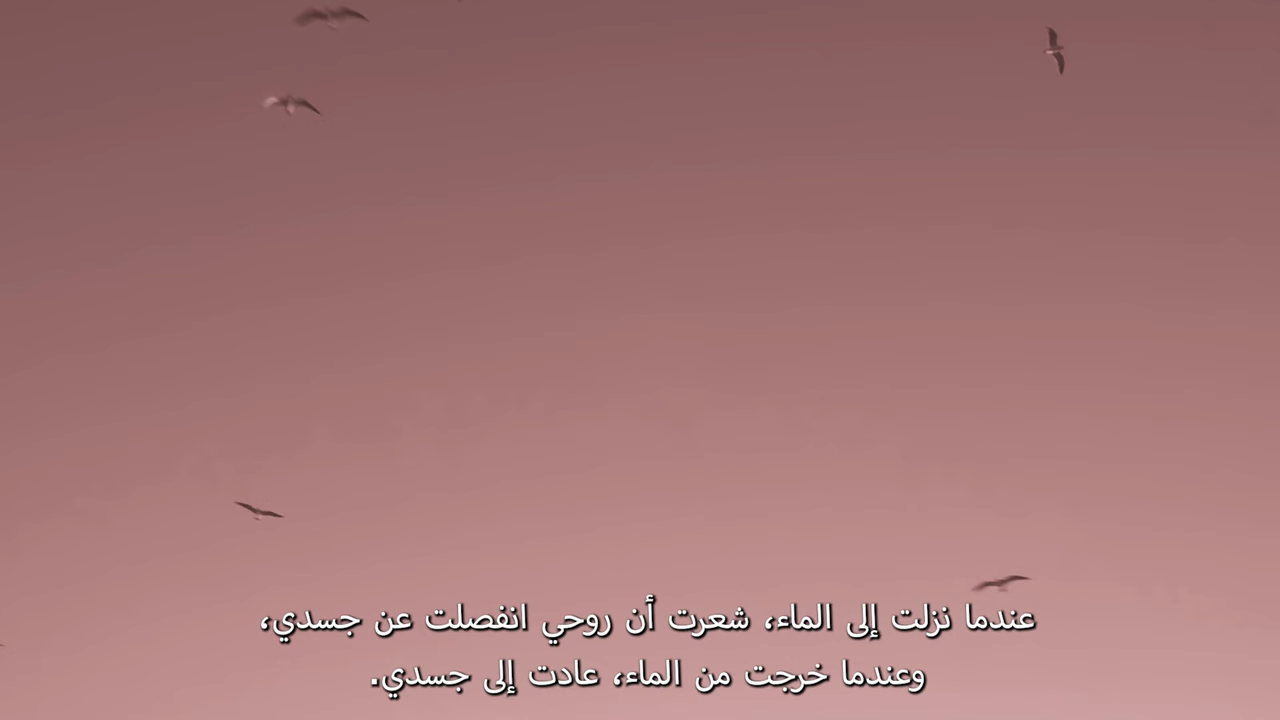 عندما نزلت إلى الماء، شعرت أن روحي انفصلت عن جسدي،
وعندما خرجت من الماء، عادت إلى جسدي.